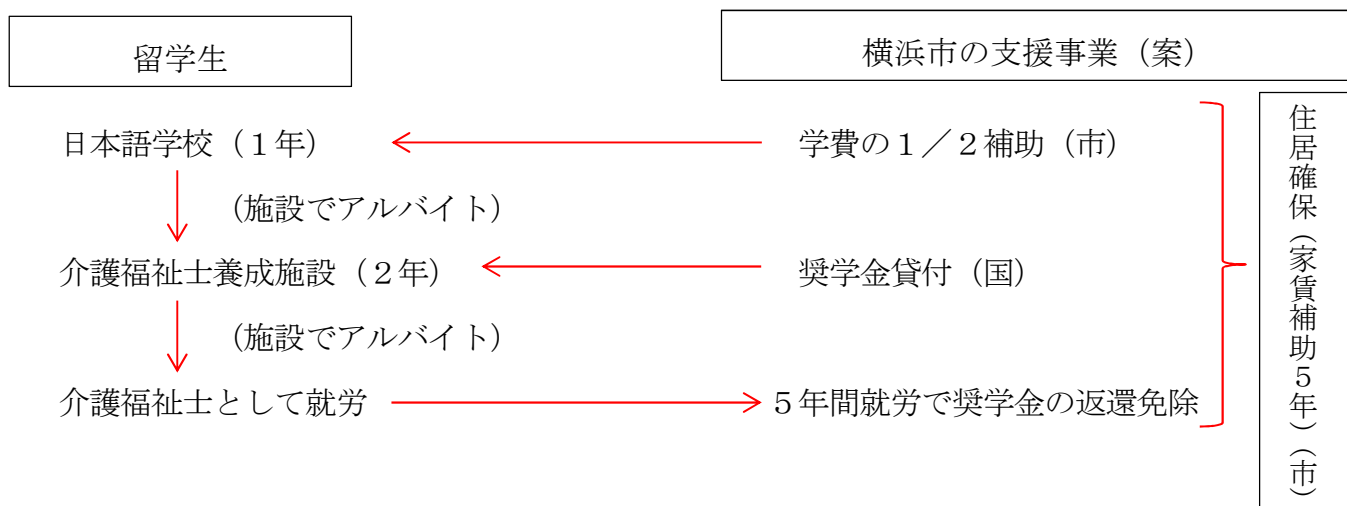 留学生
横浜市の支援事業（案）
日本語学校（１年）
学費の１／２補助（市）
（施設でアルバイト）
介護福祉士養成施設（２年）
奨学金貸付（国）
（施設でアルバイト）
介護福祉士として就労
５年間就労で奨学金の返還免除
住居確保（家賃補助５年）（市）